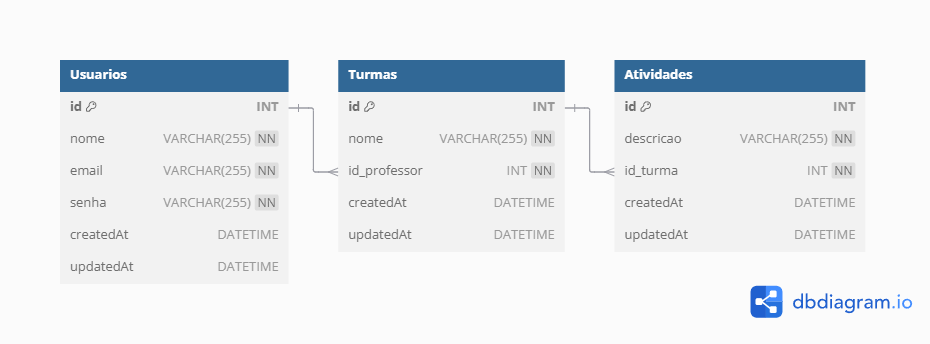 Usuarios
id INT
nome VARCHAR(255) NN
email VARCHAR(255) NN
senha VARCHAR(255) NN
createdAt DATETIME
updatedAt DATETIME
Turmas
id INT
nome VARCHAR(255) NN
id_professor INT NN
createdAt DATETIME
updatedAt DATETIME
Atividades
id INT
descricao VARCHAR(255) NN
id_turma INT NN
createdAt DATETIME
updatedAt DATETIME
dbdiagram.io